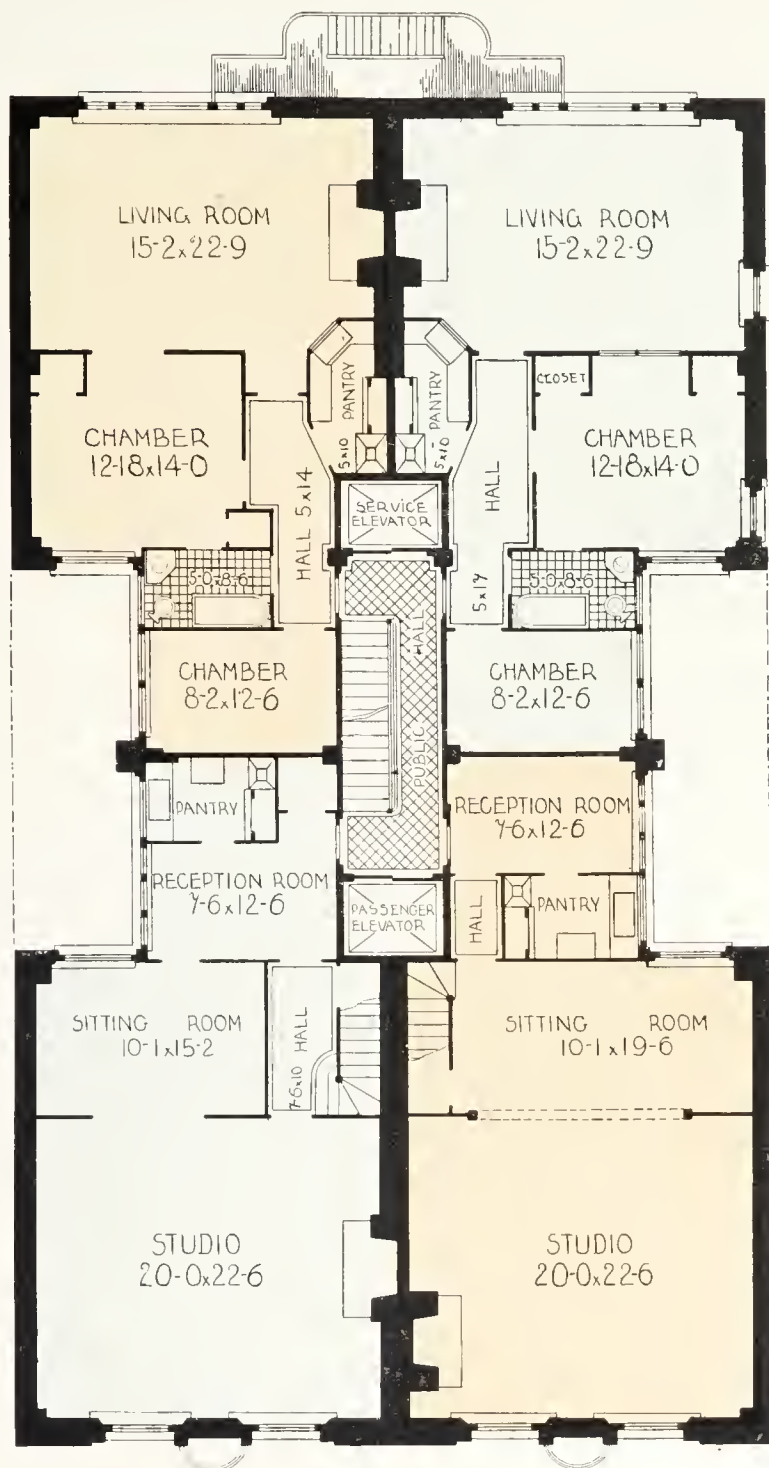 LIVING ROOM
15-2x22-9
LIVING ROOM
15-2x22-9
PANTRY
5x10
PANTRY
5x10
CLOSET
CHAMBER
12-18x14-0
HALL 5x14
HALL
5x17
CHAMBER
12-18x14-0
SERVICE
ELEVATOR
5-0x8-6
5-0x8-6
PUBLIC HALL
CHAMBER
8-2x12-6
CHAMBER
8-2x12-6
PANTRY
RECEPTION ROOM
7-6x12-6
RECEPTION ROOM
7-6x12-6
PASSENGER
ELEVATOR
HALL
PANTRY
SITTING ROOM
10-1x15-2
7-6x10 HALL
SITTING ROOM
10-1x19-6
STUDIO
20-0x22-6
STUDIO
20-0x22-6